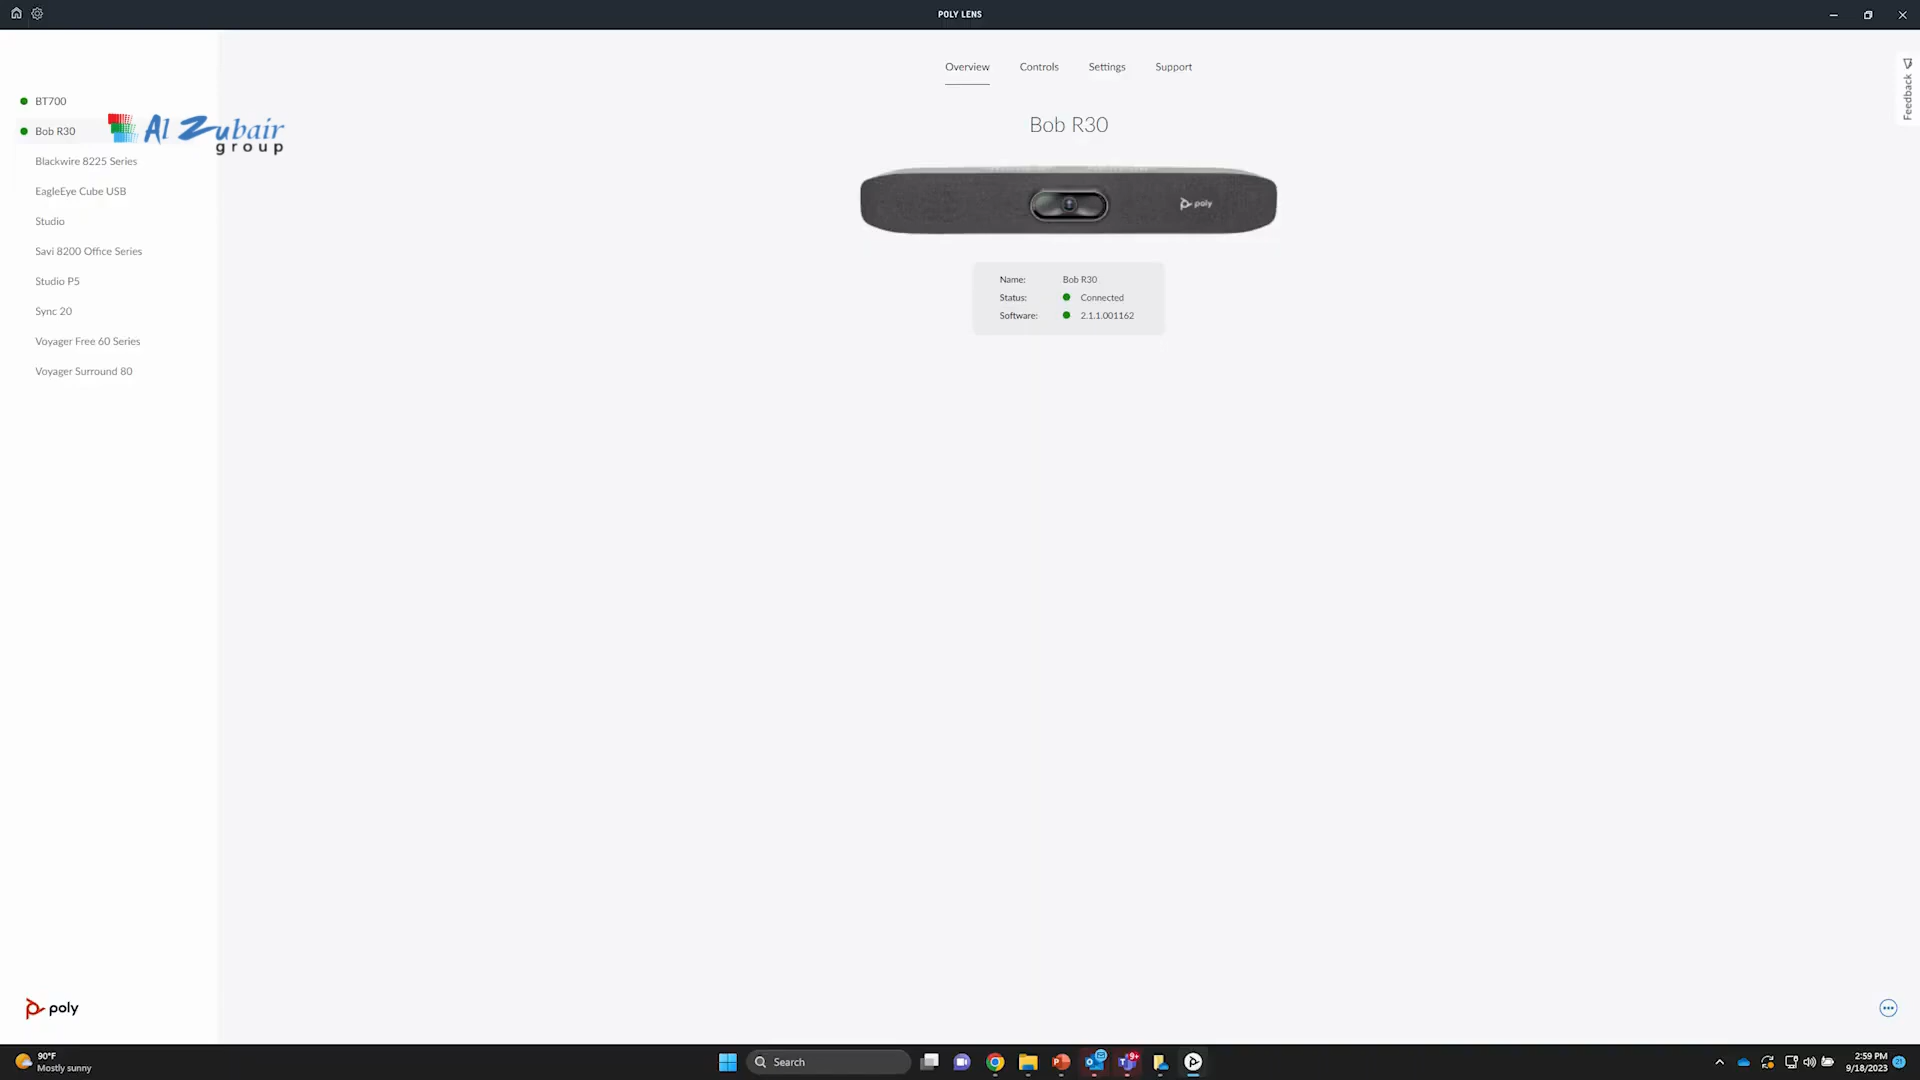 POLY LENS
Overview
Controls
Settings
Support
Feedback
BT700
Bob R30
Al Zubair
group
Blackwire 8225 Series
EagleEye Cube USB
Studio
Savi 8200 Office Series
Studio P5
Sync 20
Voyager Free 60 Series
Voyager Surround 80
Bob R30
poly
Name: Bob R30
Status: Connected
Software: 2.1.1.001162
poly
90°F
Mostly sunny
Search
9+
2:59 PM
9/18/2023
21